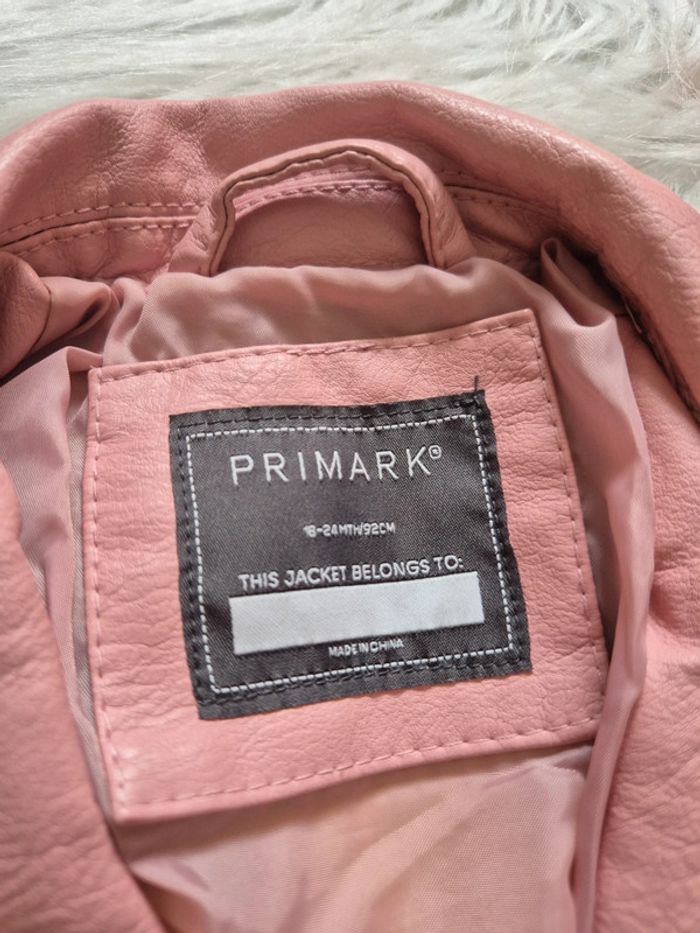 PRIMARK®
18-24MTH/92CM
THIS JACKET BELONGS TO:
MADE IN CHINA